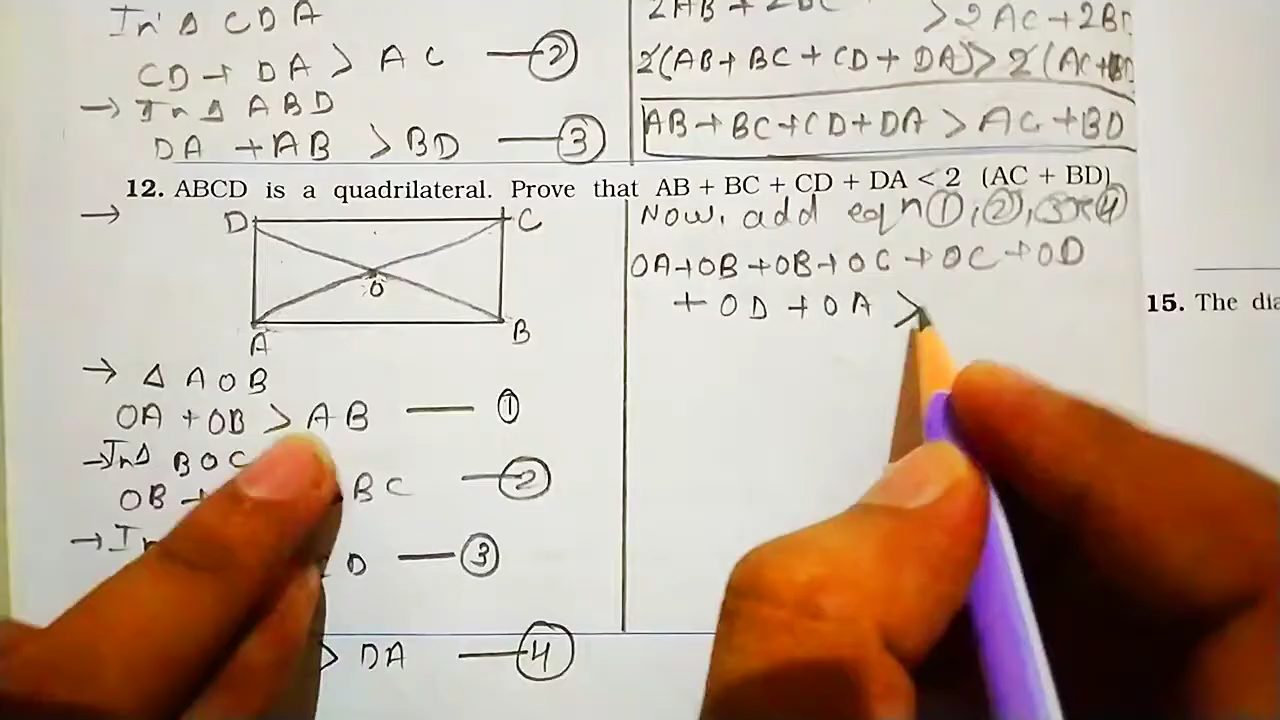 In Δ CDA
CD + DA > AC — ②
→ In Δ ABD
DA + AB > BD — ③
> 2AC + 2BD
2(AB + BC + CD + DA) > 2(AC + BD
AB + BC + CD + DA > AC + BD
12. ABCD is a quadrilateral. Prove that AB + BC + CD + DA < 2 (AC + BD)
→
D C
O
A B
→ Δ AOB
OA + OB > AB — ①
→ In Δ BOC
OB + BC — ②
→ In
D — ③
> DA — ④
Now, add eqn ①, ②, ③ & ④
OA + OB + OB + OC + OC + OD
+ OD + OA >
15. The